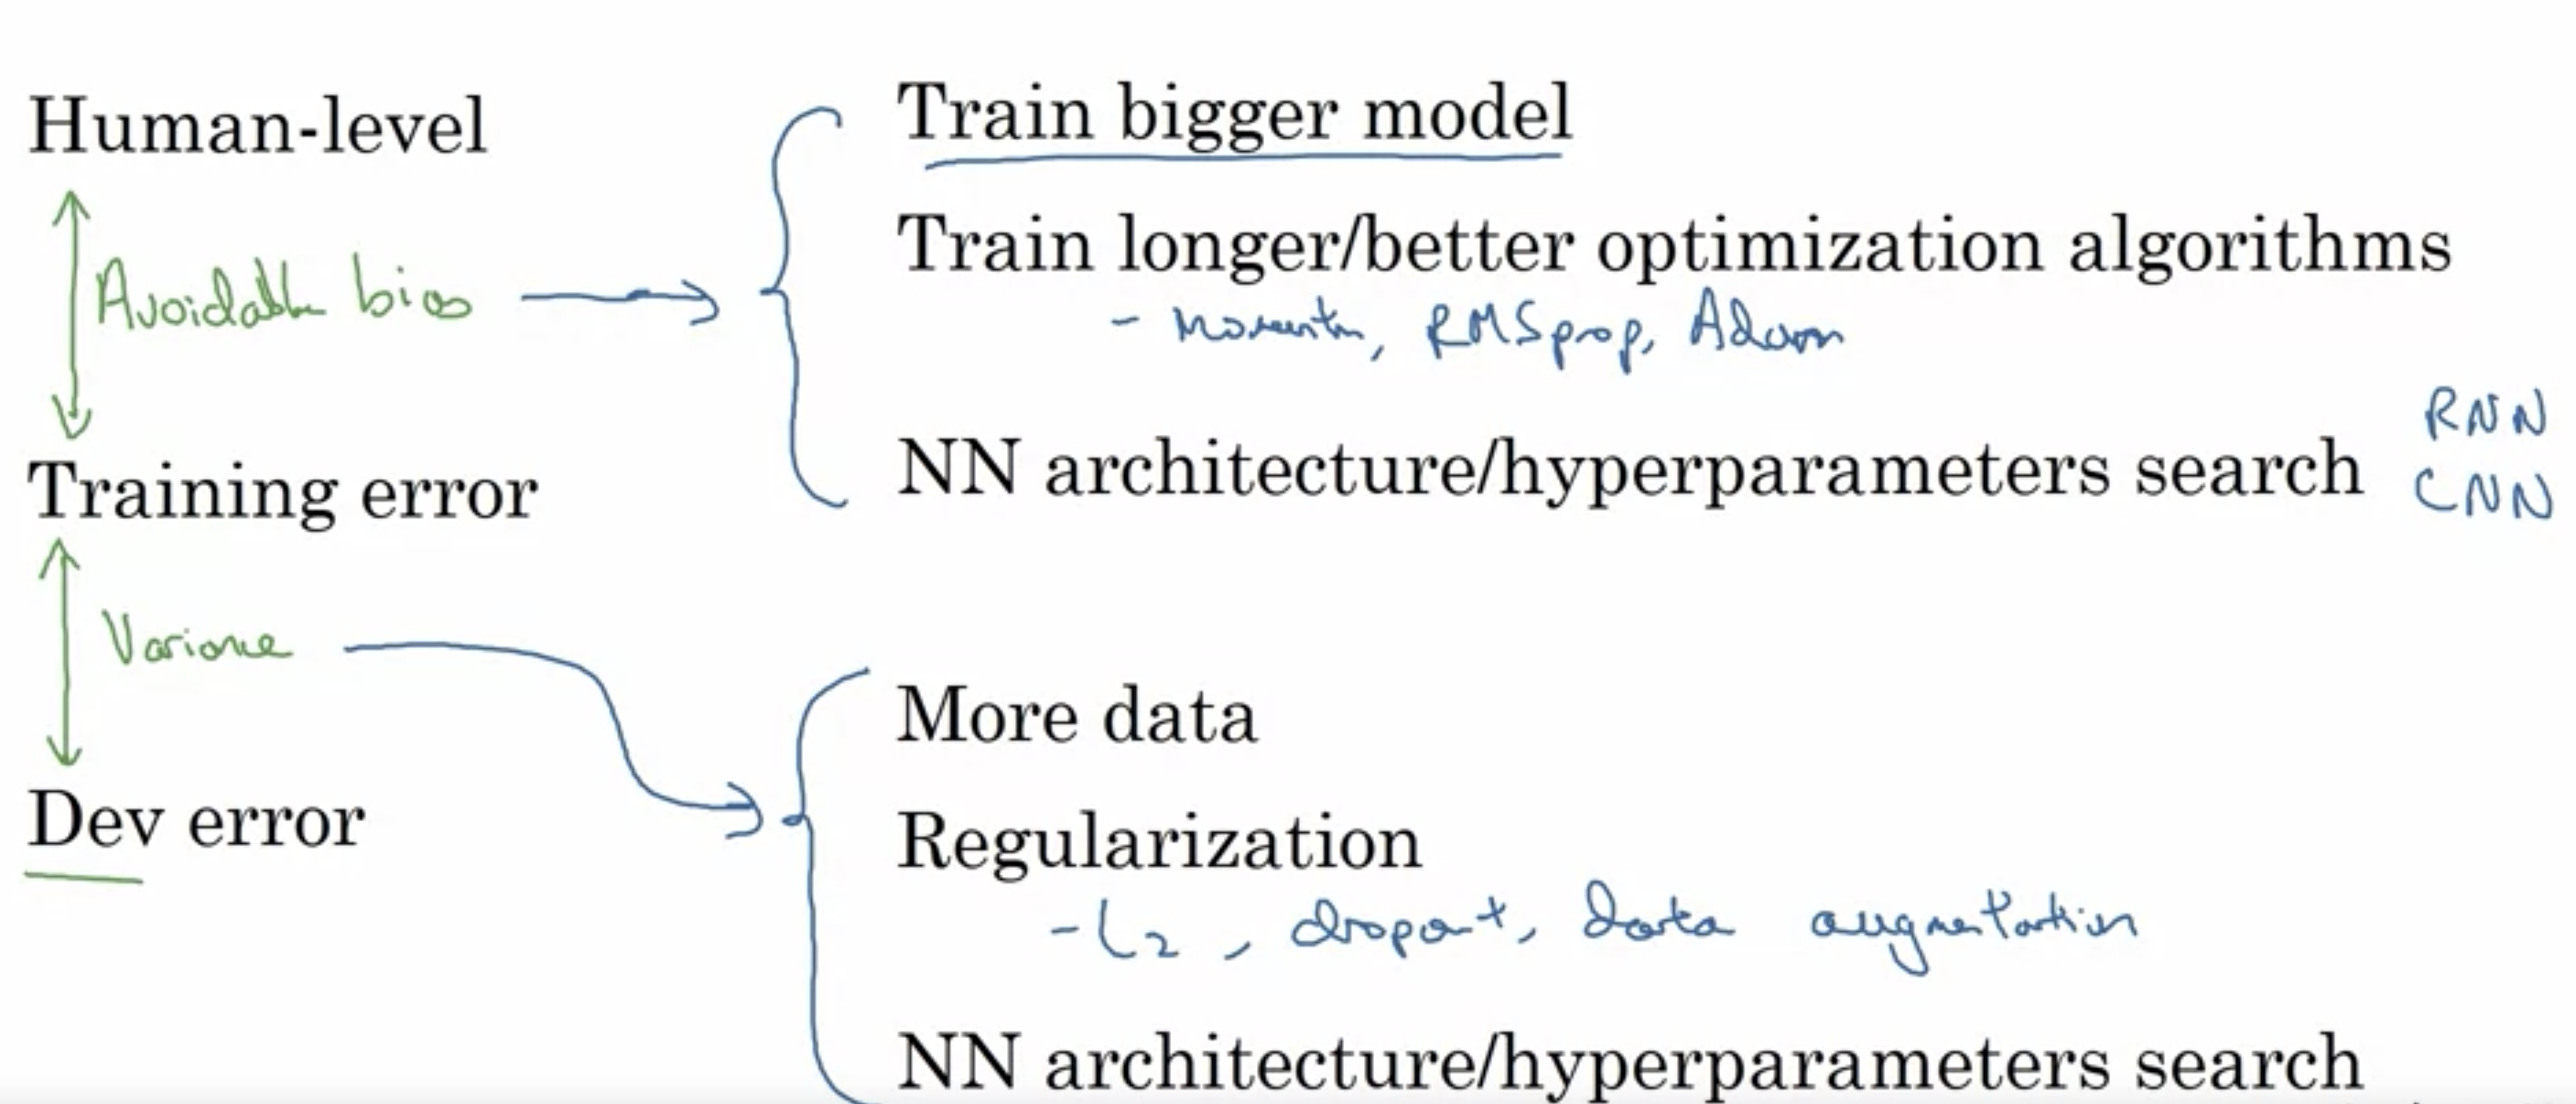 Human-level
Avoidable bias
Training error
Variance
Dev error
Train bigger model
Train longer/better optimization algorithms
- Momentum, RMSprop, Adam
NN architecture/hyperparameters search
RNN
CNN
More data
Regularization
- L2, dropout, data augmentation
NN architecture/hyperparameters search